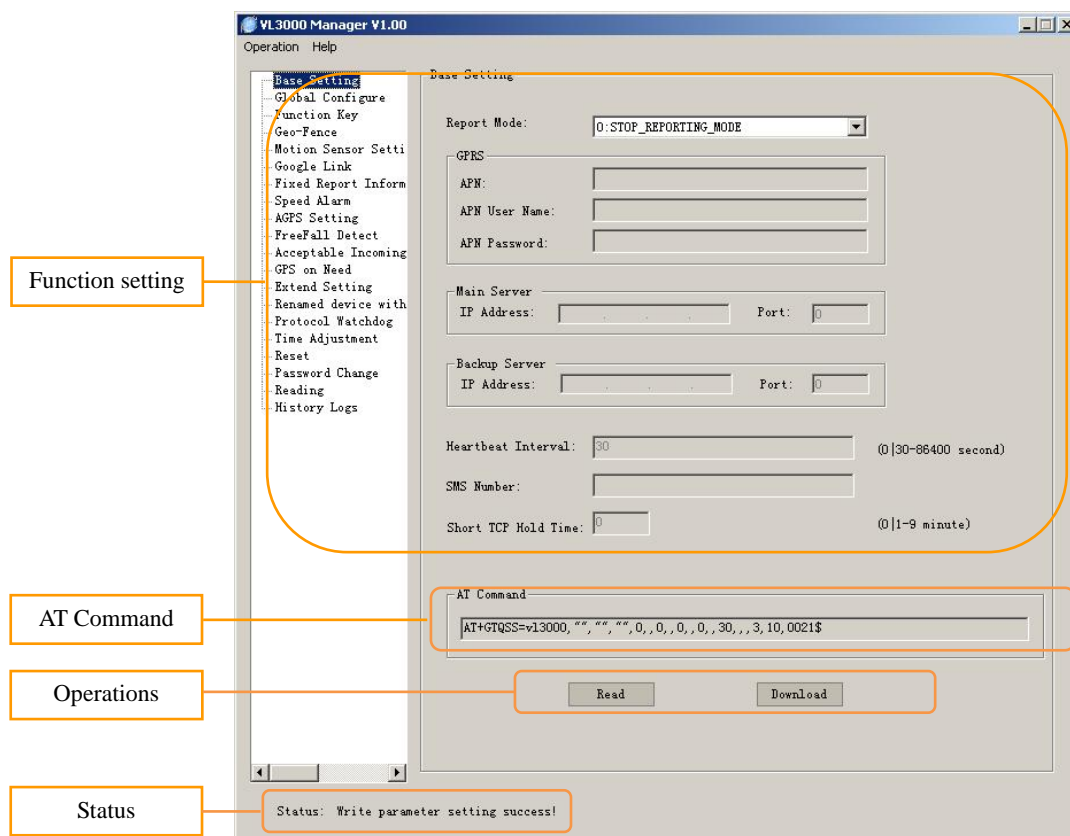 VL3000 Manager V1.00
Operation Help
Base Setting
Global Configure
Function Key
Geo-Fence
Motion Sensor Setti
Google Link
Fixed Report Inform
Speed Alarm
AGPS Setting
FreeFall Detect
Acceptable Incoming
GPS on Need
Extend Setting
Renamed device with
Protocol Watchdog
Time Adjustment
Reset
Password Change
Reading
History Logs
Base Setting
Report Mode: 0:STOP_REPORTING_MODE
GPRS
APN:
APN User Name:
APN Password:
Main Server
IP Address: . . . Port: 0
Backup Server
IP Address: . . . Port: 0
Heartbeat Interval: 30 (0|30-86400 second)
SMS Number:
Short TCP Hold Time: 0 (0|1-9 minute)
AT Command
AT+GTQSS=vl3000,"","","",0,,0,,0,,0,,30,,,3,10,0021$
Read Download
Status: Write parameter setting success!
Function setting
AT Command
Operations
Status